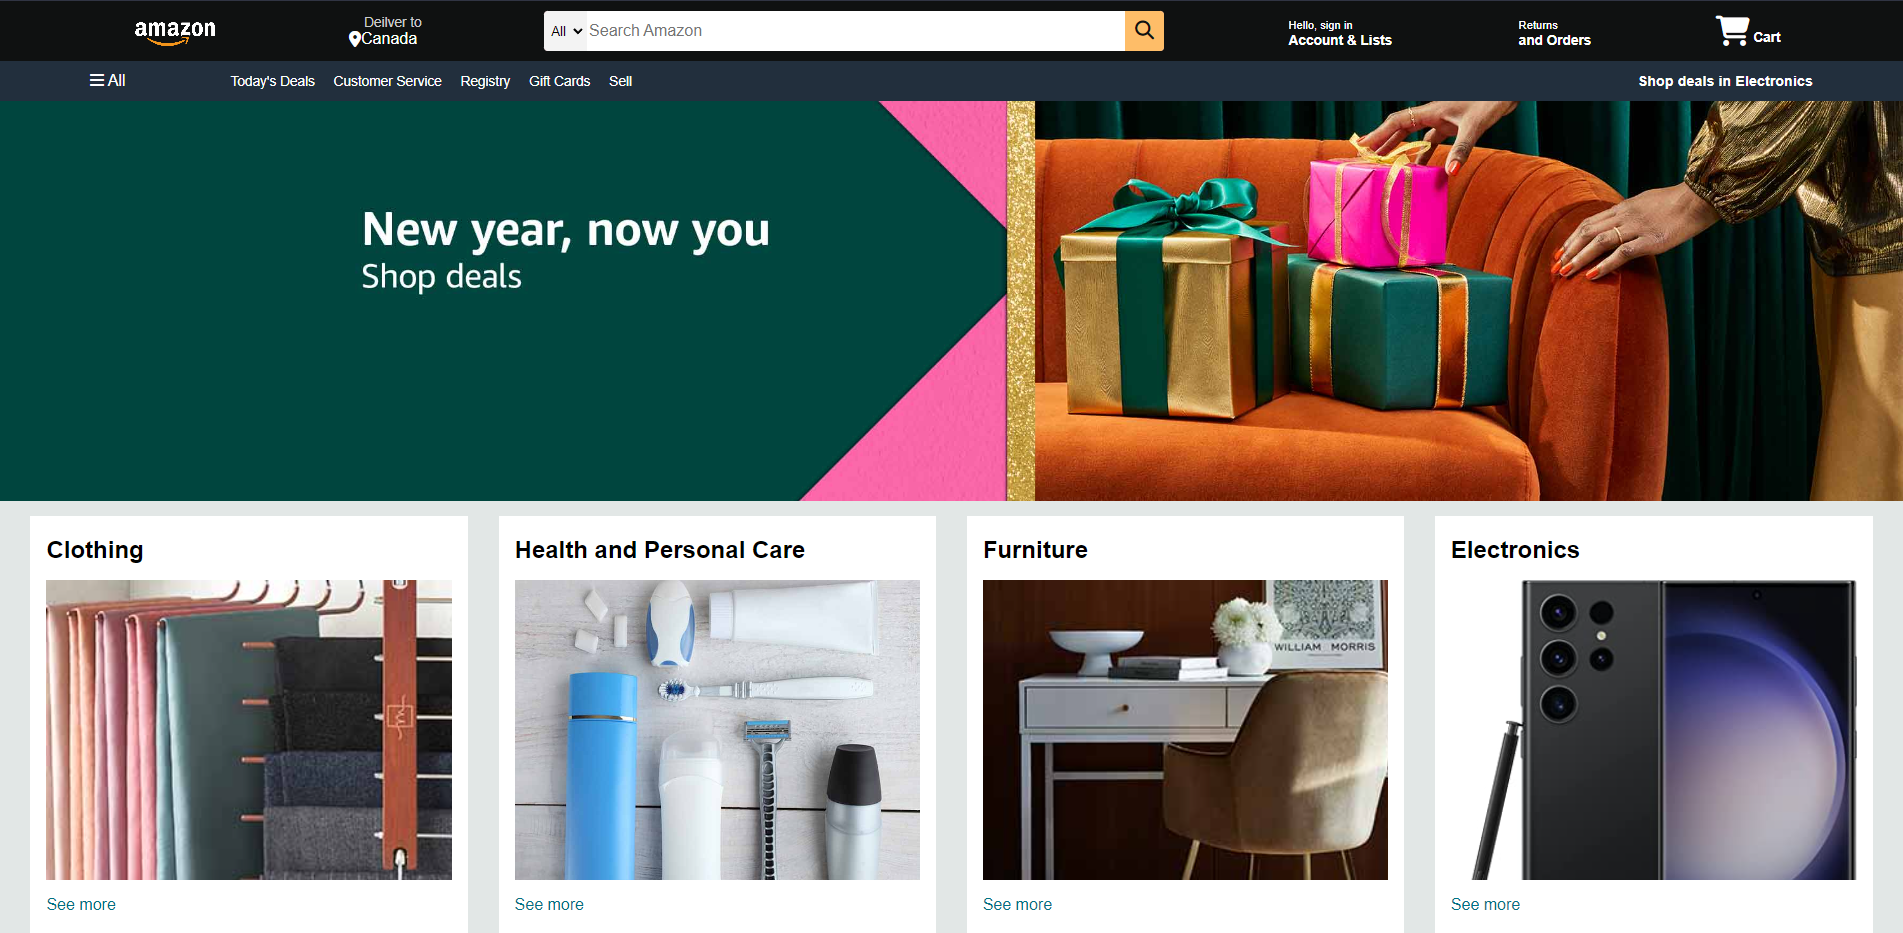 amazon
Deilver to
Canada
All
Search Amazon
Hello, sign in
Account & Lists
Returns
and Orders
Cart
All
Today's Deals
Customer Service
Registry
Gift Cards
Sell
Shop deals in Electronics
New year, now you
Shop deals
Clothing
Health and Personal Care
Furniture
Electronics
WILLIAM MORRIS
See more
See more
See more
See more